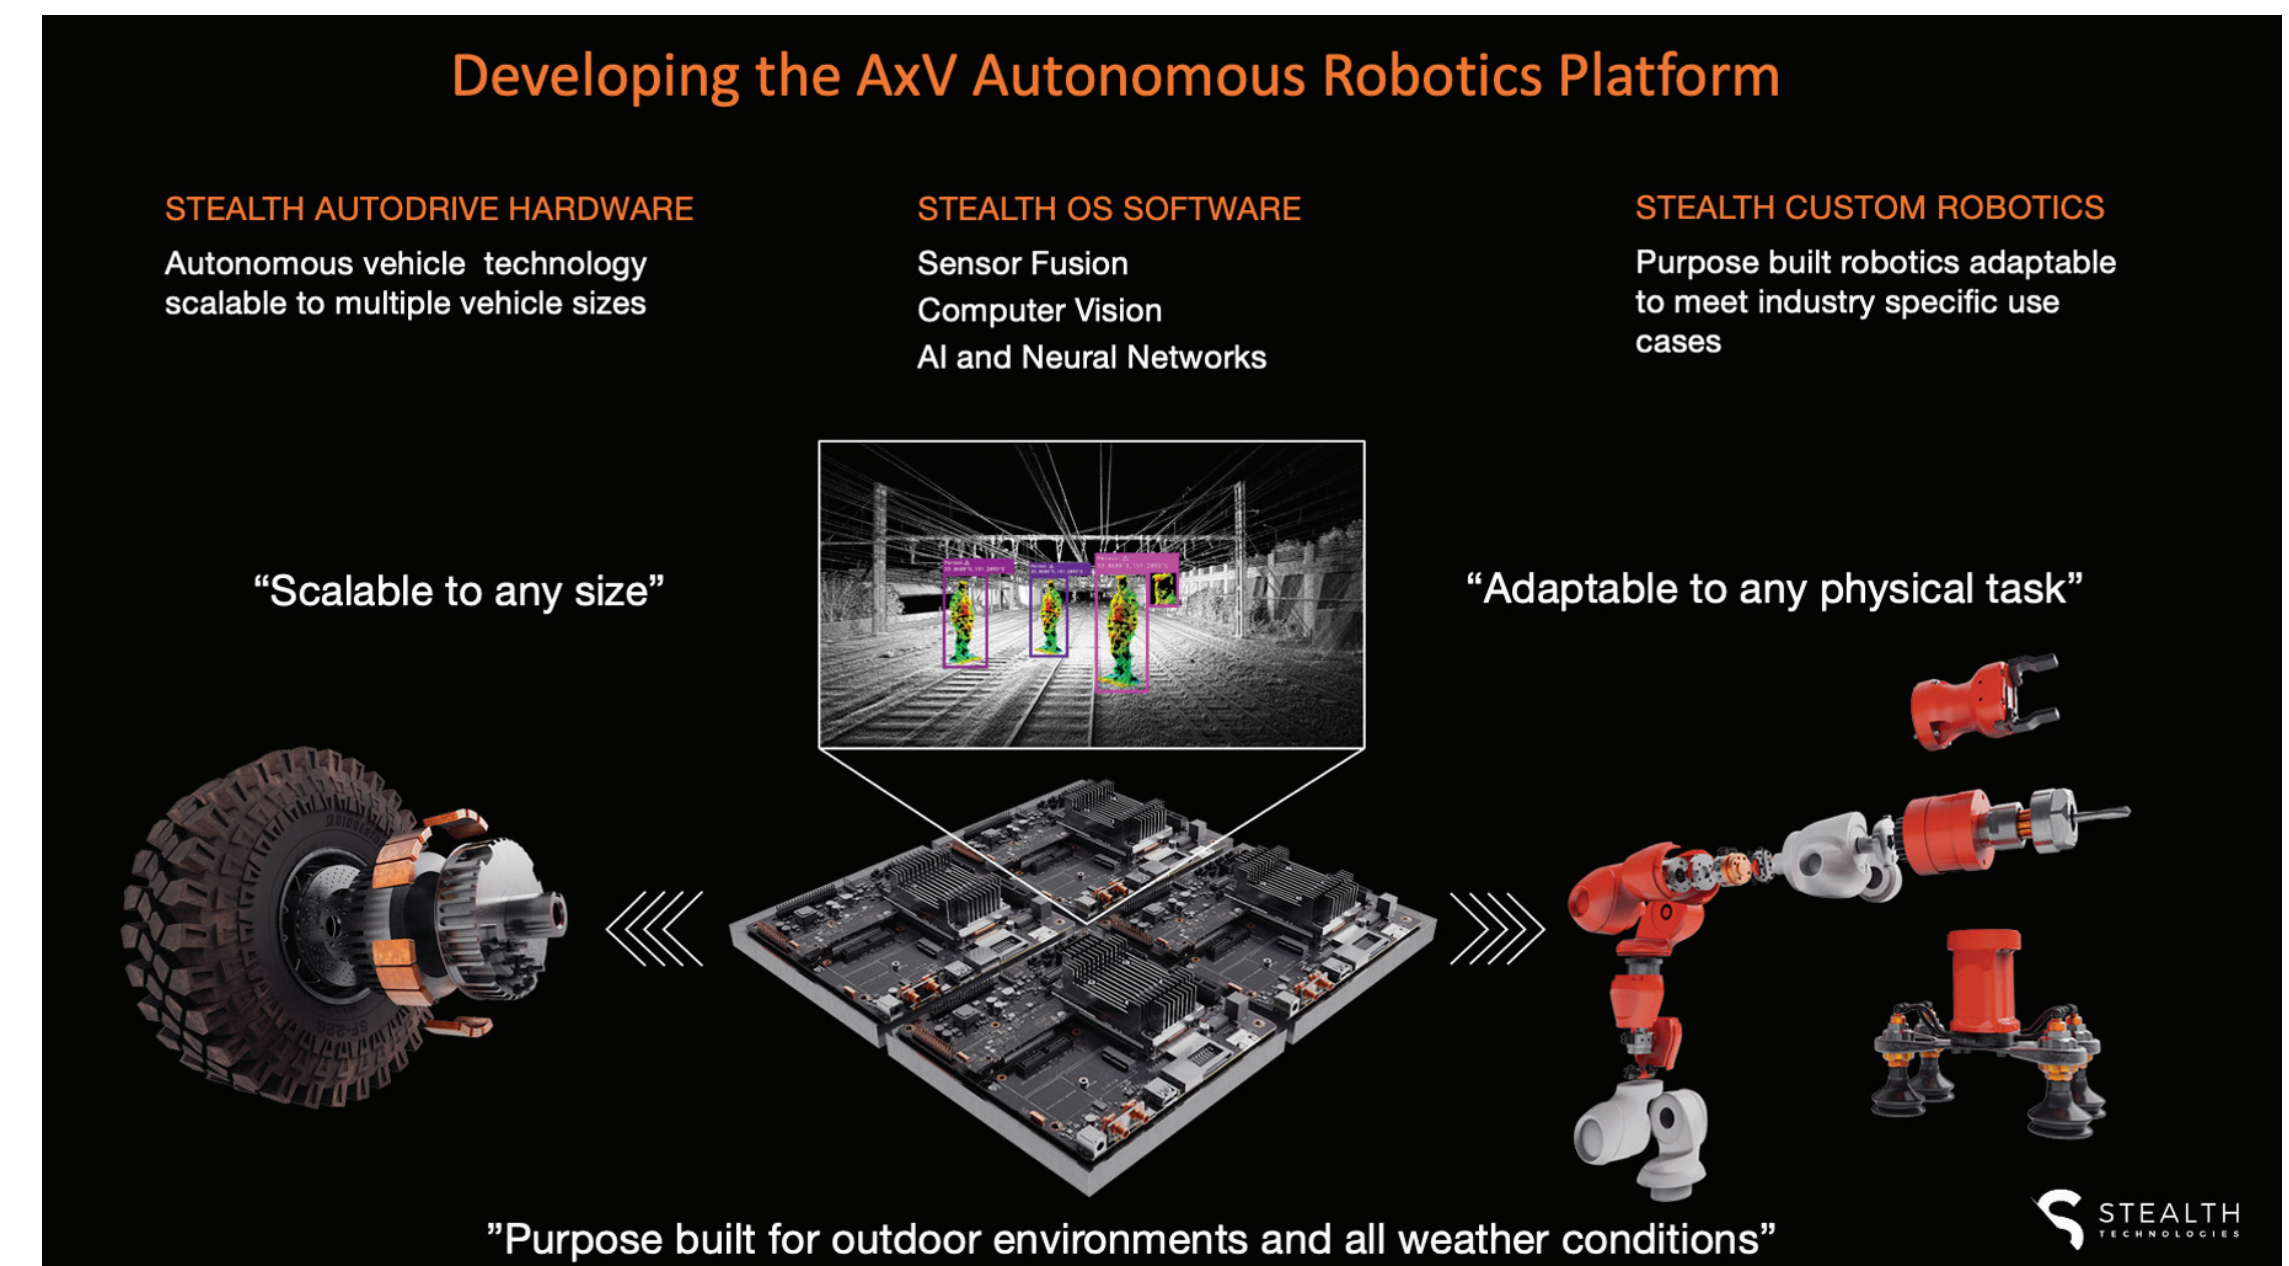 Developing the AxV Autonomous Robotics Platform
STEALTH AUTODRIVE HARDWARE
Autonomous vehicle technology
scalable to multiple vehicle sizes
STEALTH OS SOFTWARE
Sensor Fusion
Computer Vision
AI and Neural Networks
STEALTH CUSTOM ROBOTICS
Purpose built robotics adaptable
to meet industry specific use
cases
“Scalable to any size”
Person
Person
Person
“Adaptable to any physical task”
”Purpose built for outdoor environments and all weather conditions”
STEALTH
TECHNOLOGIES